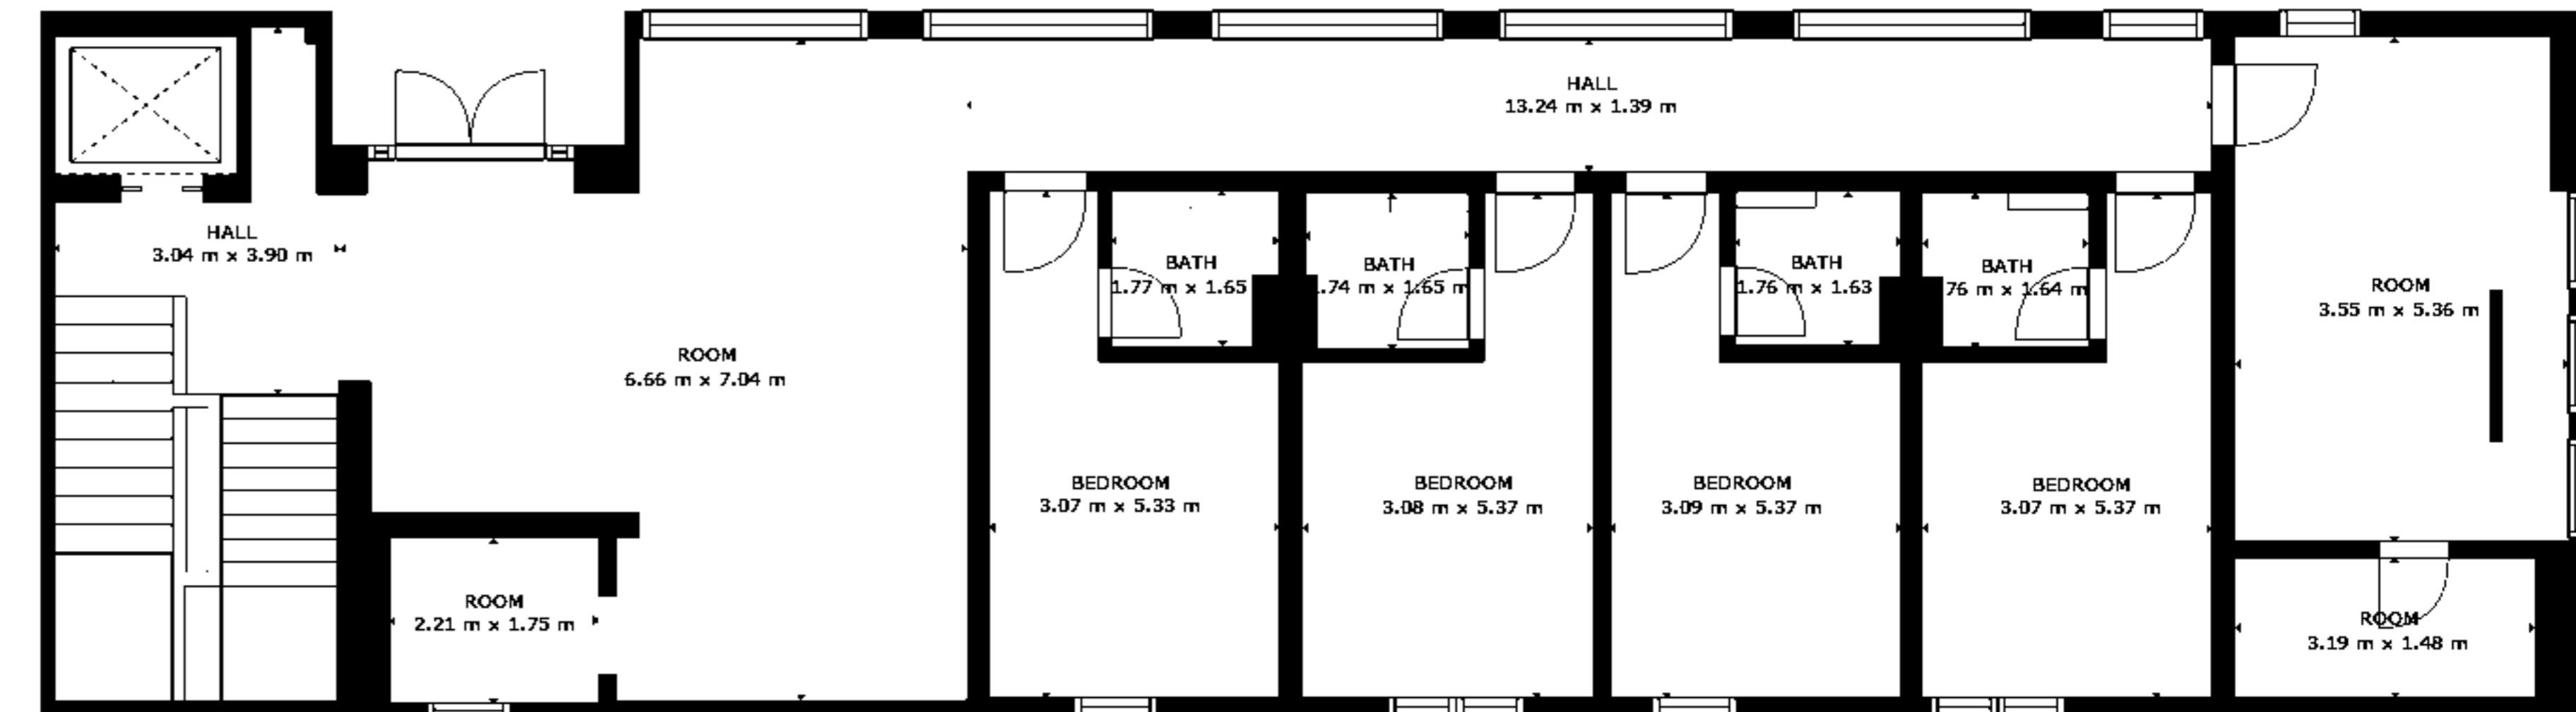 HALL
13.24 m x 1.39 m
HALL
3.04 m x 3.90 m
BATH
1.77 m x 1.65
BATH
.74 m x 1.65 m
BATH
1.76 m x 1.63
BATH
76 m x 1.64 m
ROOM
3.55 m x 5.36 m
ROOM
6.66 m x 7.04 m
BEDROOM
3.07 m x 5.33 m
BEDROOM
3.08 m x 5.37 m
BEDROOM
3.09 m x 5.37 m
BEDROOM
3.07 m x 5.37 m
ROOM
2.21 m x 1.75 m
ROOM
3.19 m x 1.48 m